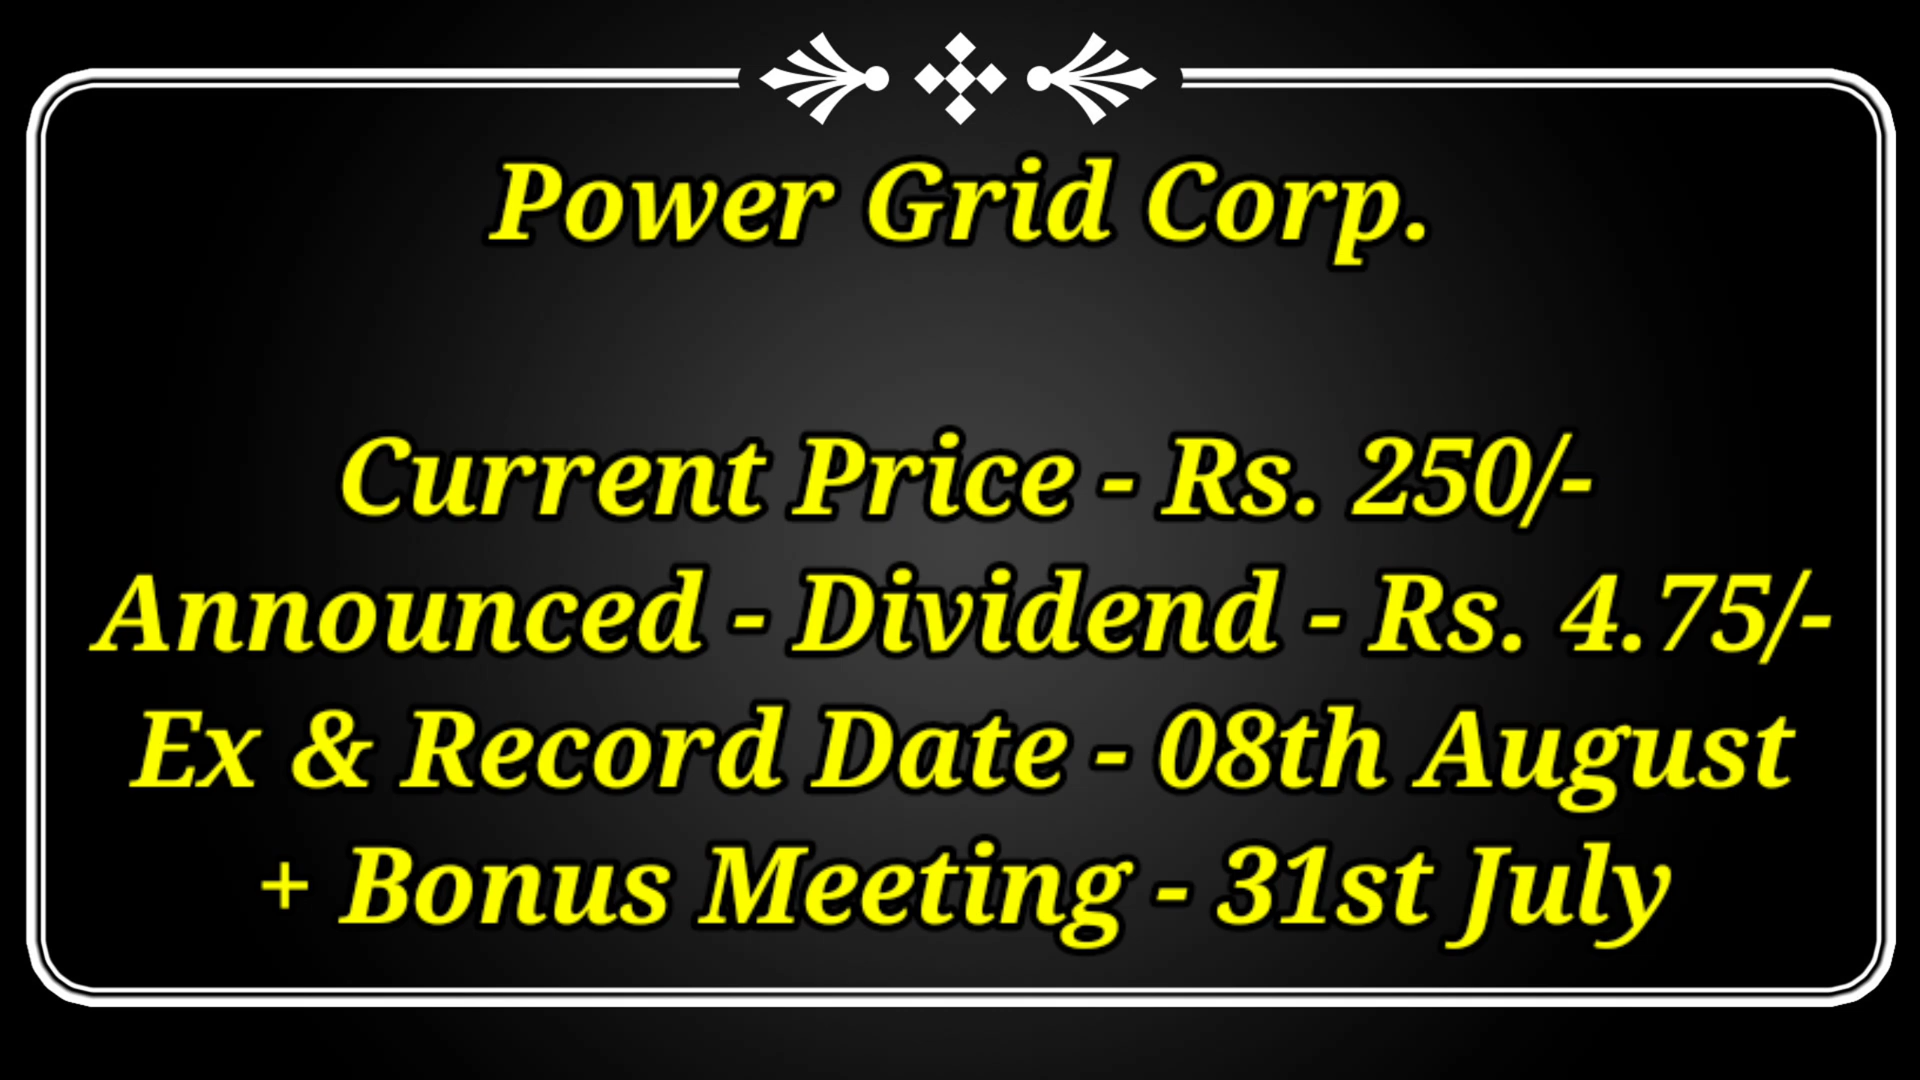 Power Grid Corp.
Current Price - Rs. 250/-
Announced - Dividend - Rs. 4.75/-
Ex & Record Date - 08th August
+ Bonus Meeting - 31st July